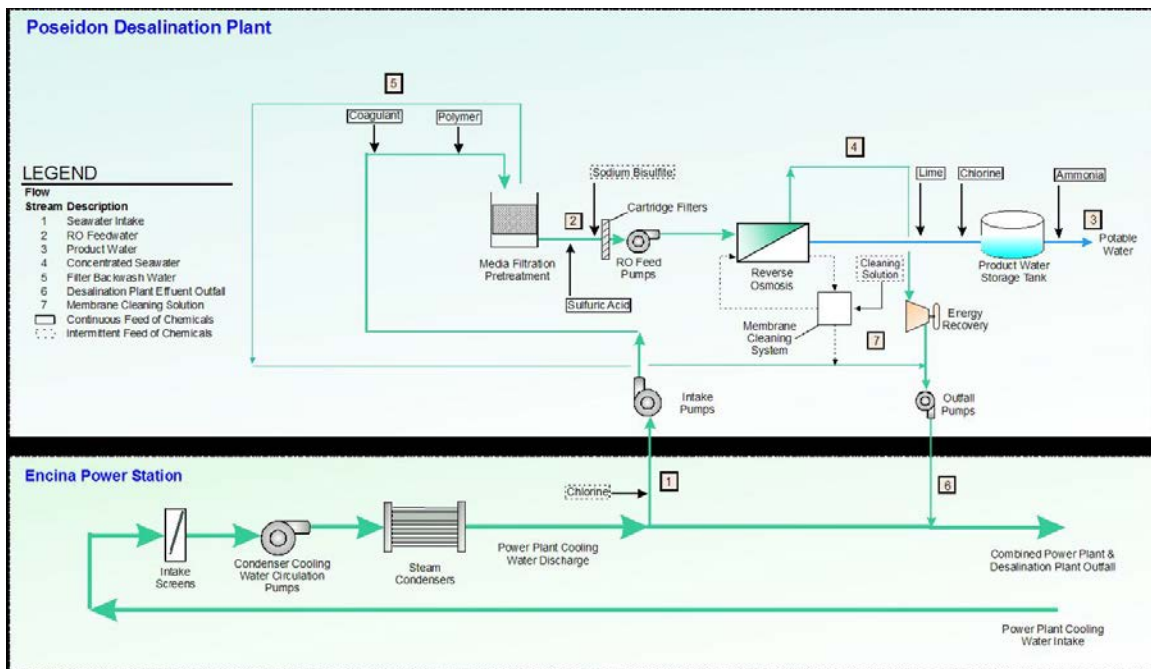 Poseidon Desalination Plant
5
Coagulant
Polymer
4
LEGEND
Flow
Stream Description
1 Seawater Intake
2 RO Feedwater
3 Product Water
4 Concentrated Seawater
5 Filter Backwash Water
6 Desalination Plant Effluent Outfall
7 Membrane Cleaning Solution
Continuous Feed of Chemicals
Intermittent Feed of Chemicals
Sodium Bisulfite
Cartridge Filters
2
Media Filtration
Pretreatment
RO Feed
Pumps
Sulfuric Acid
Reverse
Osmosis
Cleaning
Solution
Membrane
Cleaning
System
7
Lime
Chlorine
Ammonia
3
Potable
Water
Product Water
Storage Tank
Energy
Recovery
Intake
Pumps
Outfall
Pumps
Encina Power Station
Chlorine
1
6
Intake
Screens
Condenser Cooling
Water Circulation
Pumps
Steam
Condensers
Power Plant Cooling
Water Discharge
Combined Power Plant &
Desalination Plant Outfall
Power Plant Cooling
Water Intake